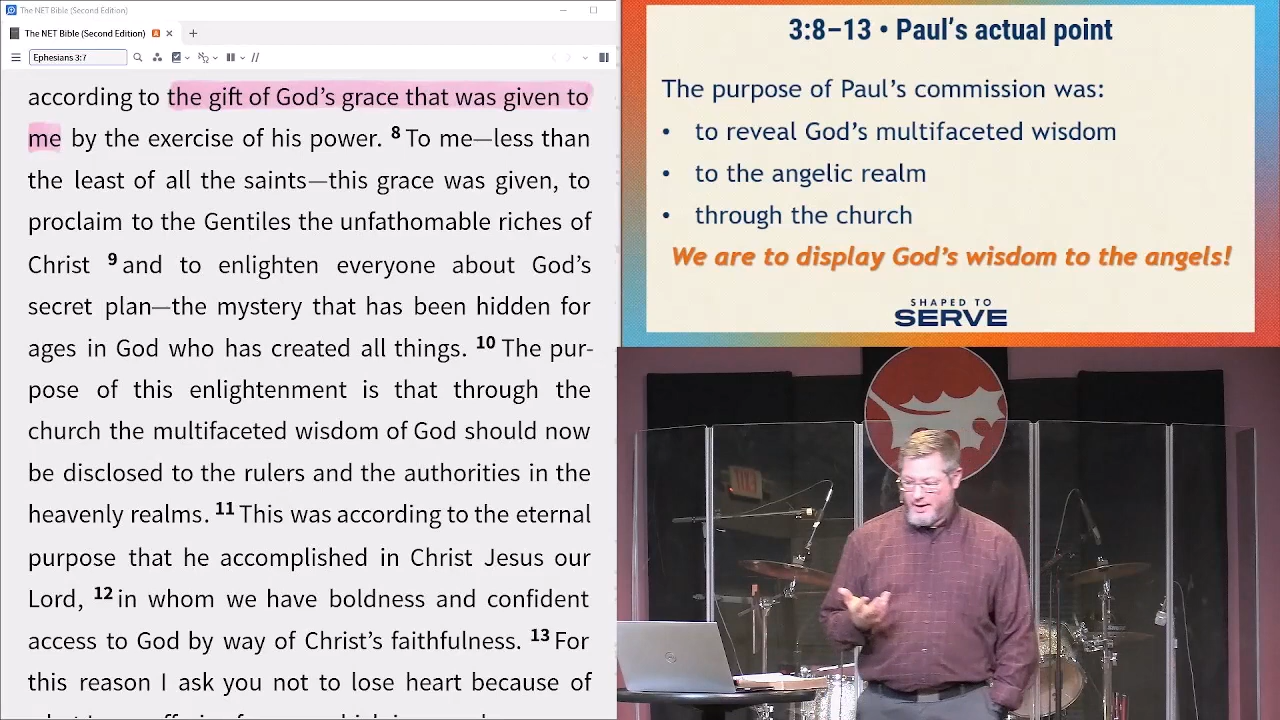 The NET Bible (Second Edition)
The NET Bible (Second Edition)
Ephesians 3:7
according to the gift of God's grace that was given to
me by the exercise of his power. 8 To me—less than
the least of all the saints—this grace was given, to
proclaim to the Gentiles the unfathomable riches of
Christ 9 and to enlighten everyone about God's
secret plan—the mystery that has been hidden for
ages in God who has created all things. 10 The pur-
pose of this enlightenment is that through the
church the multifaceted wisdom of God should now
be disclosed to the rulers and the authorities in the
heavenly realms. 11 This was according to the eternal
purpose that he accomplished in Christ Jesus our
Lord, 12 in whom we have boldness and confident
access to God by way of Christ's faithfulness. 13 For
this reason I ask you not to lose heart because of
3:8–13 • Paul's actual point
The purpose of Paul's commission was:
• to reveal God's multifaceted wisdom
• to the angelic realm
• through the church
We are to display God's wisdom to the angels!
SHAPED TO
SERVE